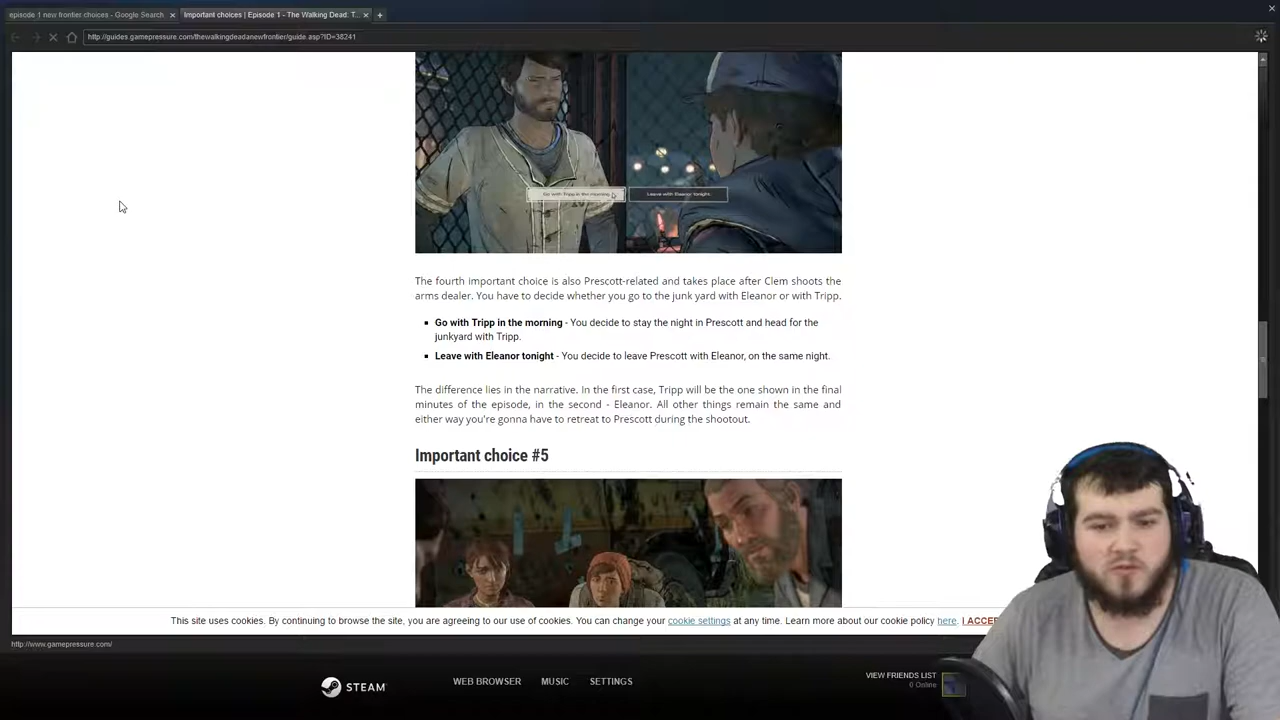 episode 1 new frontier choices - Google Search
Important choices | Episode 1 - The Walking Dead: T...
http://guides.gamepressure.com/thewalkingdeadanewfrontier/guide.asp?ID=38241
Go with Tripp in the morning.
Leave with Eleanor tonight.
The fourth important choice is also Prescott-related and takes place after Clem shoots the
arms dealer. You have to decide whether you go to the junk yard with Eleanor or with Tripp.
Go with Tripp in the morning - You decide to stay the night in Prescott and head for the
junkyard with Tripp.
Leave with Eleanor tonight - You decide to leave Prescott with Eleanor, on the same night.
The difference lies in the narrative. In the first case, Tripp will be the one shown in the final
minutes of the episode, in the second - Eleanor. All other things remain the same and
either way you're gonna have to retreat to Prescott during the shootout.
Important choice #5
This site uses cookies. By continuing to browse the site, you are agreeing to our use of cookies. You can change your cookie settings at any time. Learn more about our cookie policy here. I ACCEP
http://www.gamepressure.com/
STEAM
WEB BROWSER
MUSIC
SETTINGS
VIEW FRIENDS LIST
0 Online